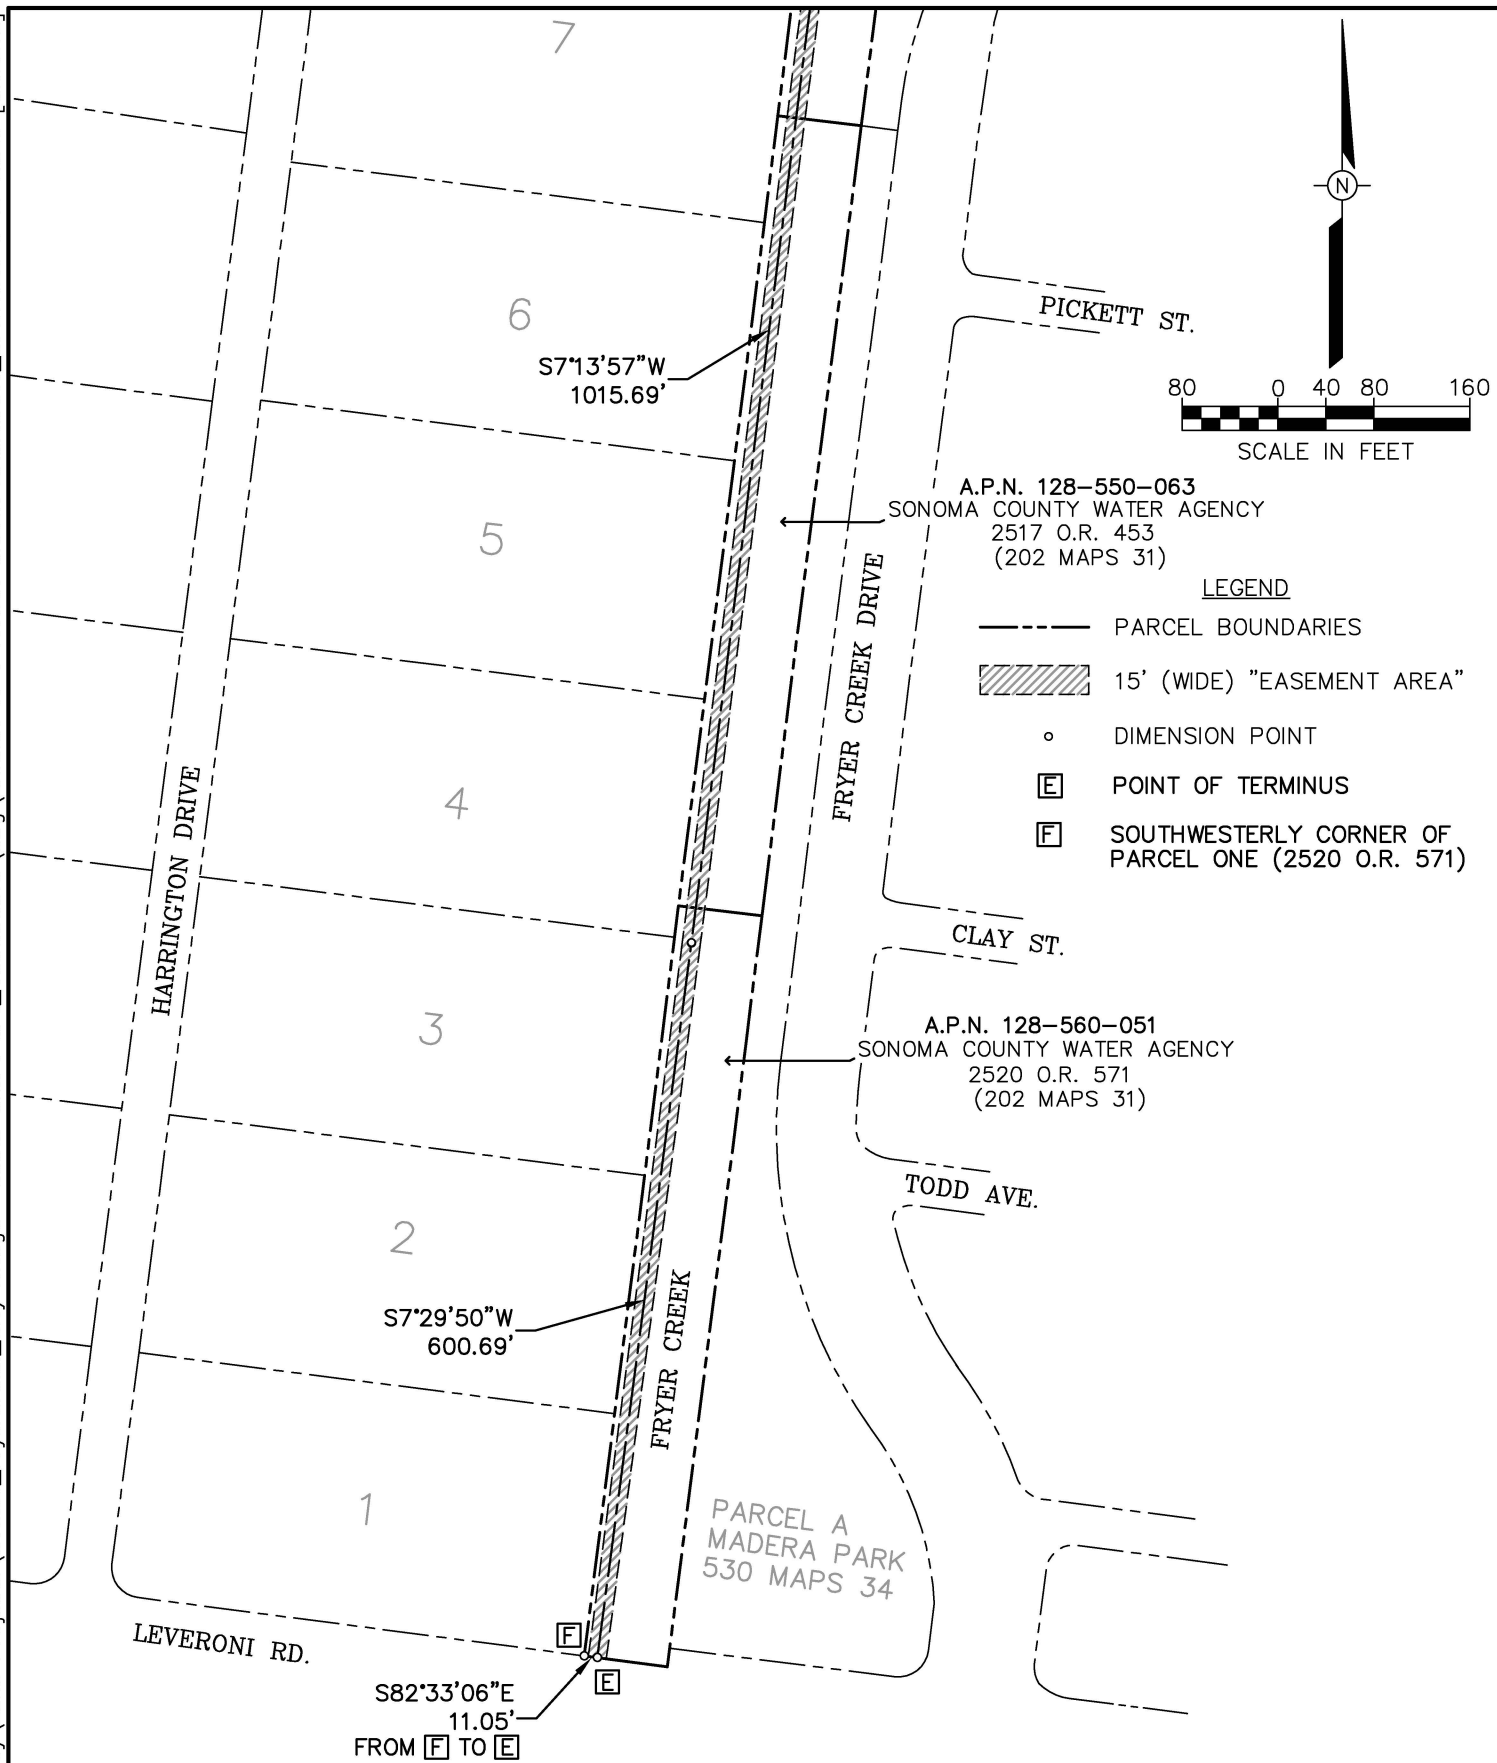 7
N
6
PICKETT ST.
S7°13'57"W
1015.69'
80 0 40 80 160
SCALE IN FEET
A.P.N. 128-550-063
SONOMA COUNTY WATER AGENCY
2517 O.R. 453
(202 MAPS 31)
5
LEGEND
PARCEL BOUNDARIES
15' (WIDE) "EASEMENT AREA"
DIMENSION POINT
E POINT OF TERMINUS
F SOUTHWESTERLY CORNER OF
PARCEL ONE (2520 O.R. 571)
FRYER CREEK DRIVE
4
HARRINGTON DRIVE
CLAY ST.
3
A.P.N. 128-560-051
SONOMA COUNTY WATER AGENCY
2520 O.R. 571
(202 MAPS 31)
TODD AVE.
2
S7°29'50"W
600.69'
FRYER CREEK
1
PARCEL A
MADERA PARK
530 MAPS 34
LEVERONI RD.
F
E
S82°33'06"E
11.05'
FROM F TO E